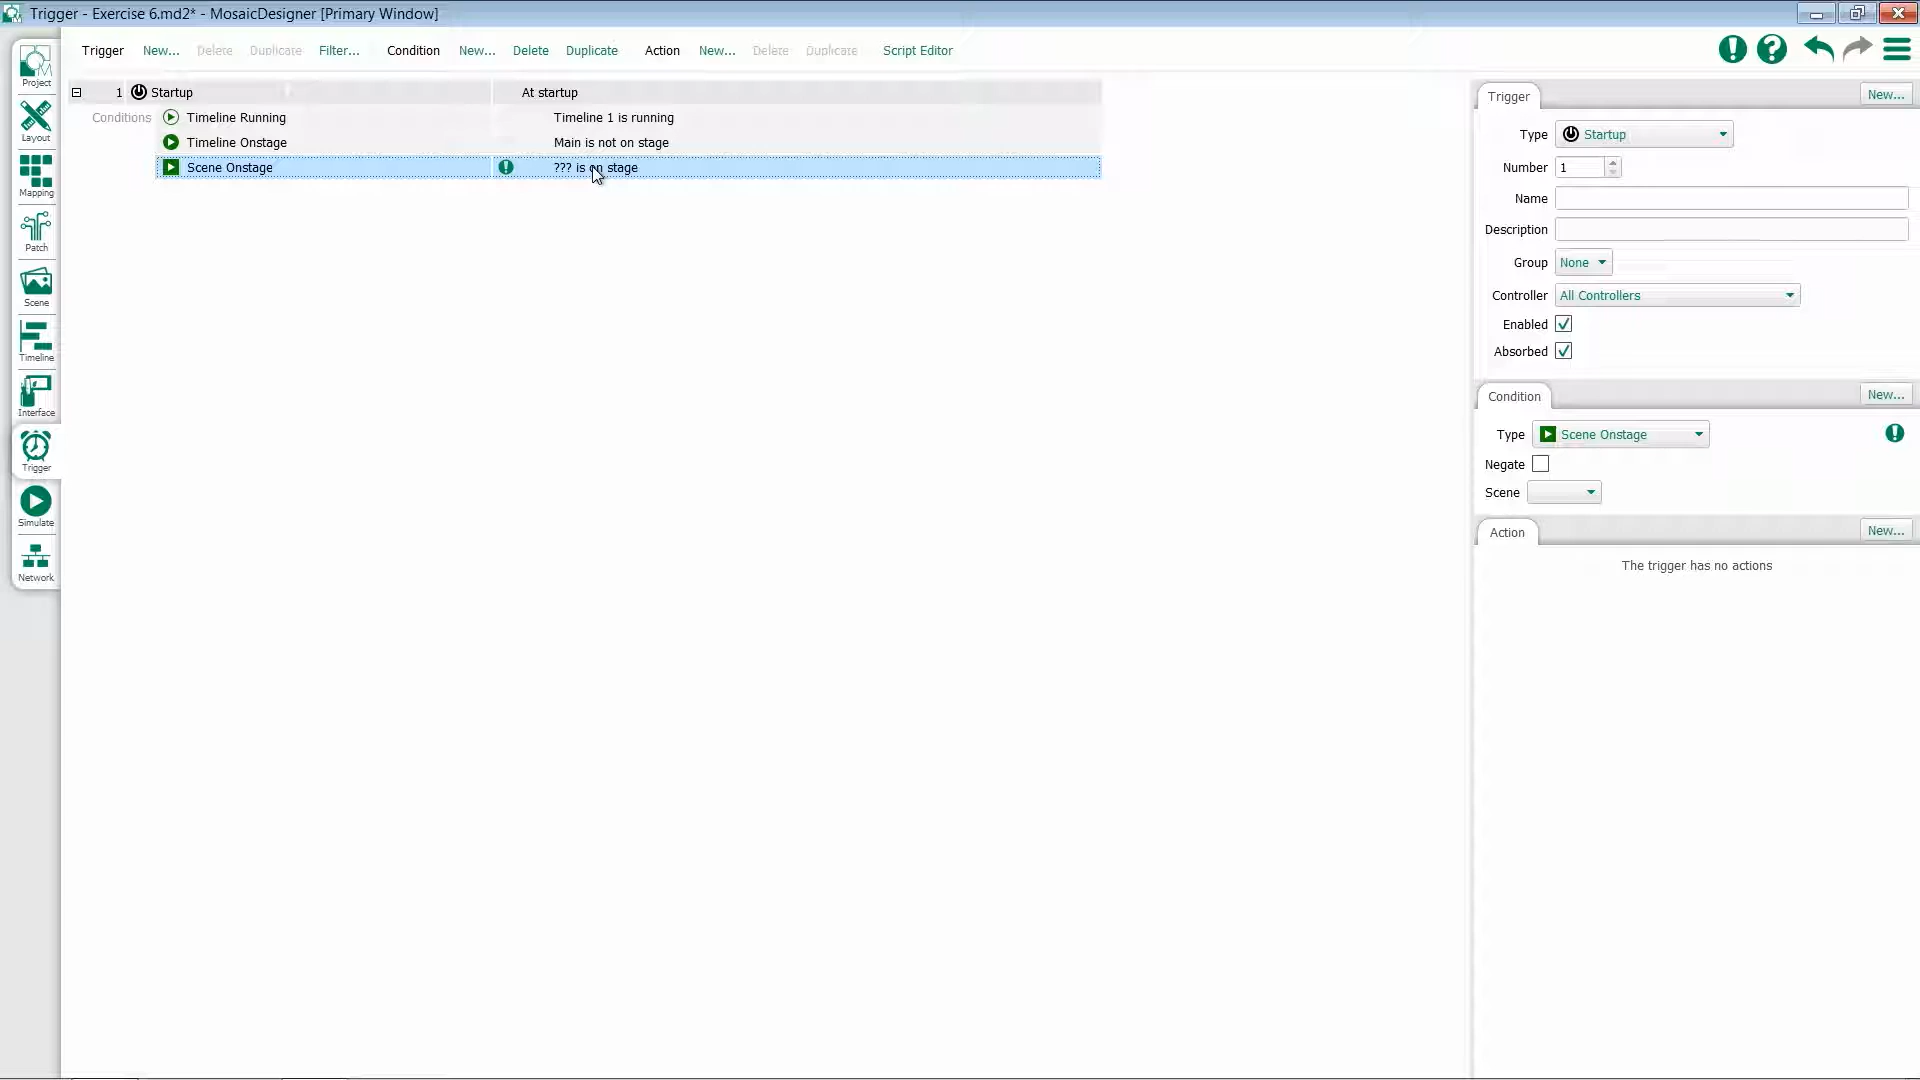 Trigger - Exercise 6.md2* - MosaicDesigner [Primary Window]
Trigger New... Delete Duplicate Filter... Condition New... Delete Duplicate Action New... Delete Duplicate Script Editor
Project
Layout
Mapping
Patch
Scene
Timeline
Interface
Trigger
Simulate
Network
1 Startup At startup
Conditions Timeline Running Timeline 1 is running
Timeline Onstage Main is not on stage
Scene Onstage ??? is on stage
Trigger New...
Type Startup
Number 1
Name
Description
Group None
Controller All Controllers
Enabled
Absorbed
Condition New...
Type Scene Onstage
Negate
Scene
Action New...
The trigger has no actions